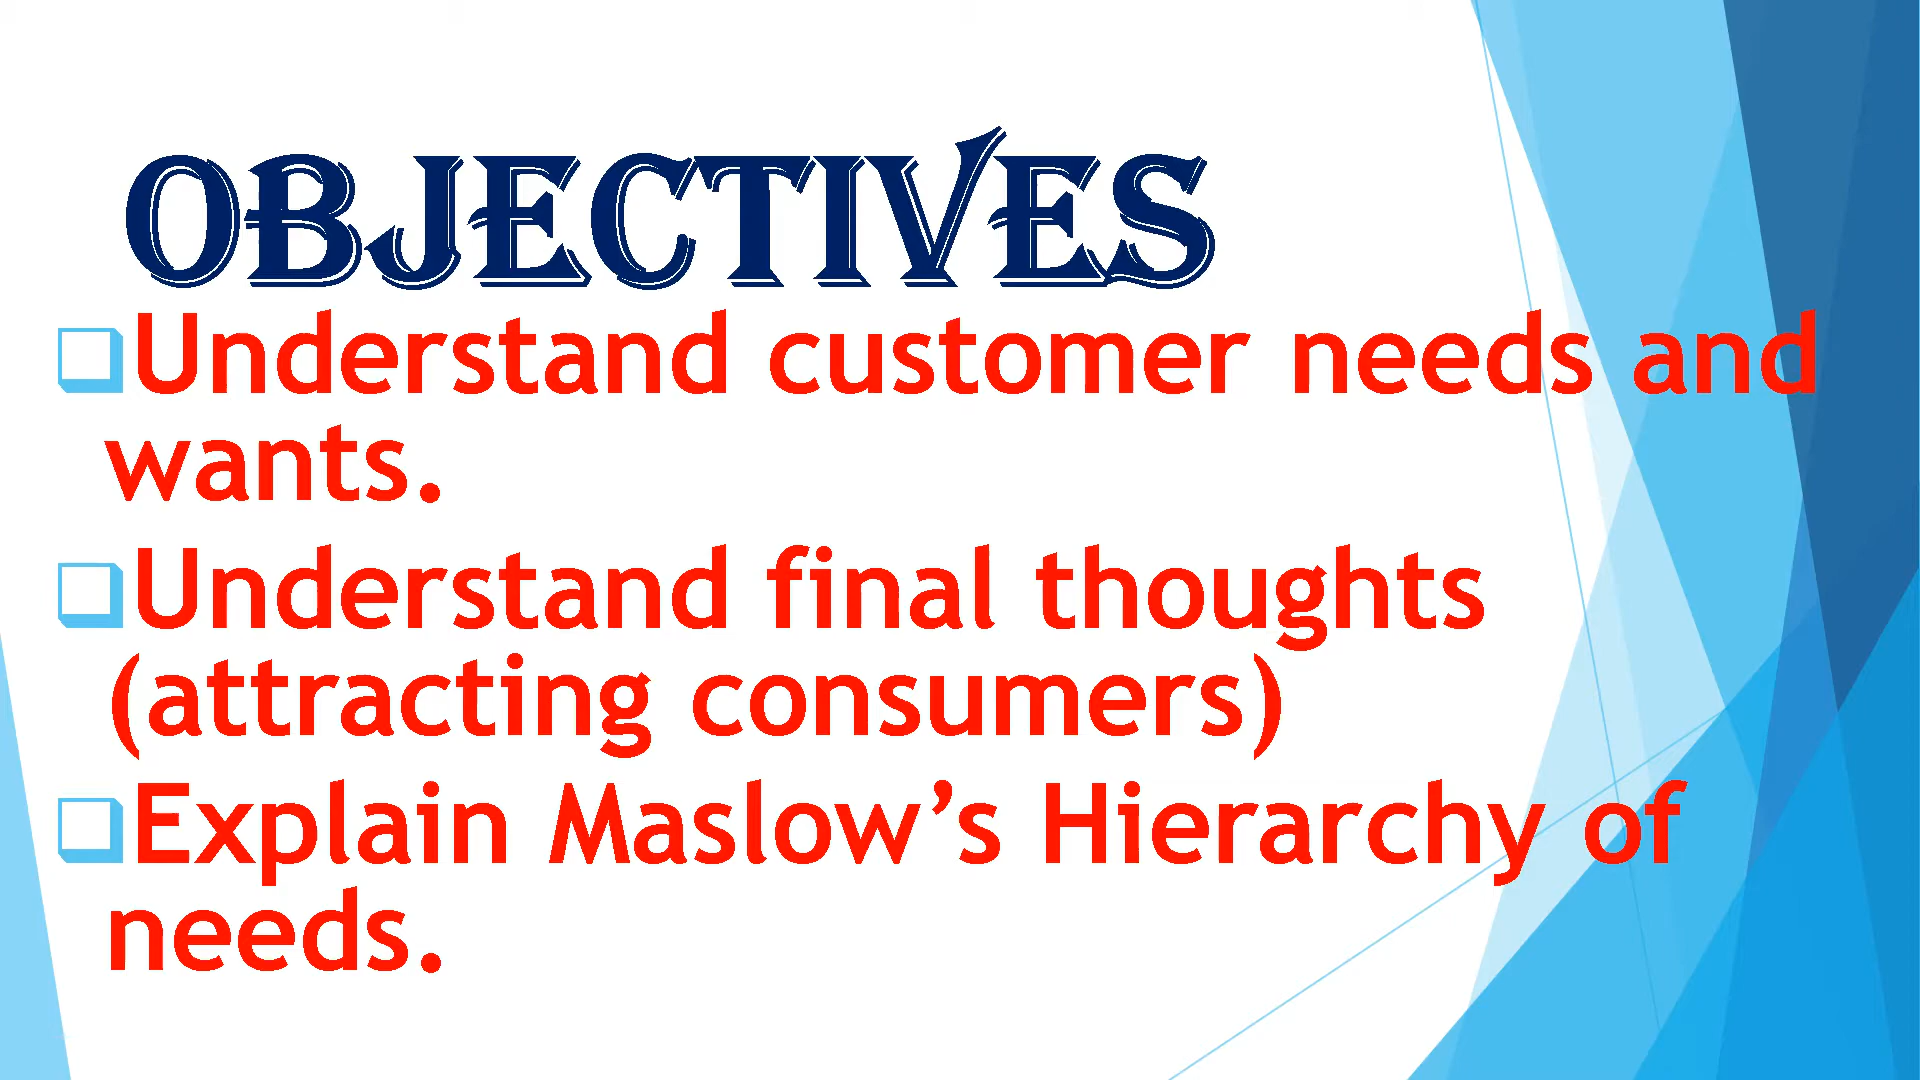 OBJECTIVES
❑Understand customer needs and
wants.
❑Understand final thoughts
(attracting consumers)
❑Explain Maslow’s Hierarchy of
needs.